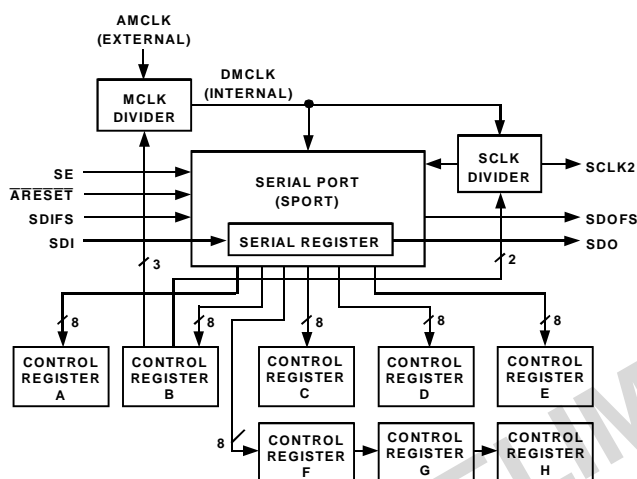 AMCLK
(EXTERNAL)
DMCLK
(INTERNAL)
MCLK
DIVIDER
SE
ARESET
SDIFS
SDI
SERIAL PORT
(SPORT)
SERIAL REGISTER
SCLK
DIVIDER
SCLK2
SDOFS
SDO
3
2
8
8
8
8
8
CONTROL
REGISTER
A
CONTROL
REGISTER
B
CONTROL
REGISTER
C
CONTROL
REGISTER
D
CONTROL
REGISTER
E
8
CONTROL
REGISTER
F
CONTROL
REGISTER
G
CONTROL
REGISTER
H